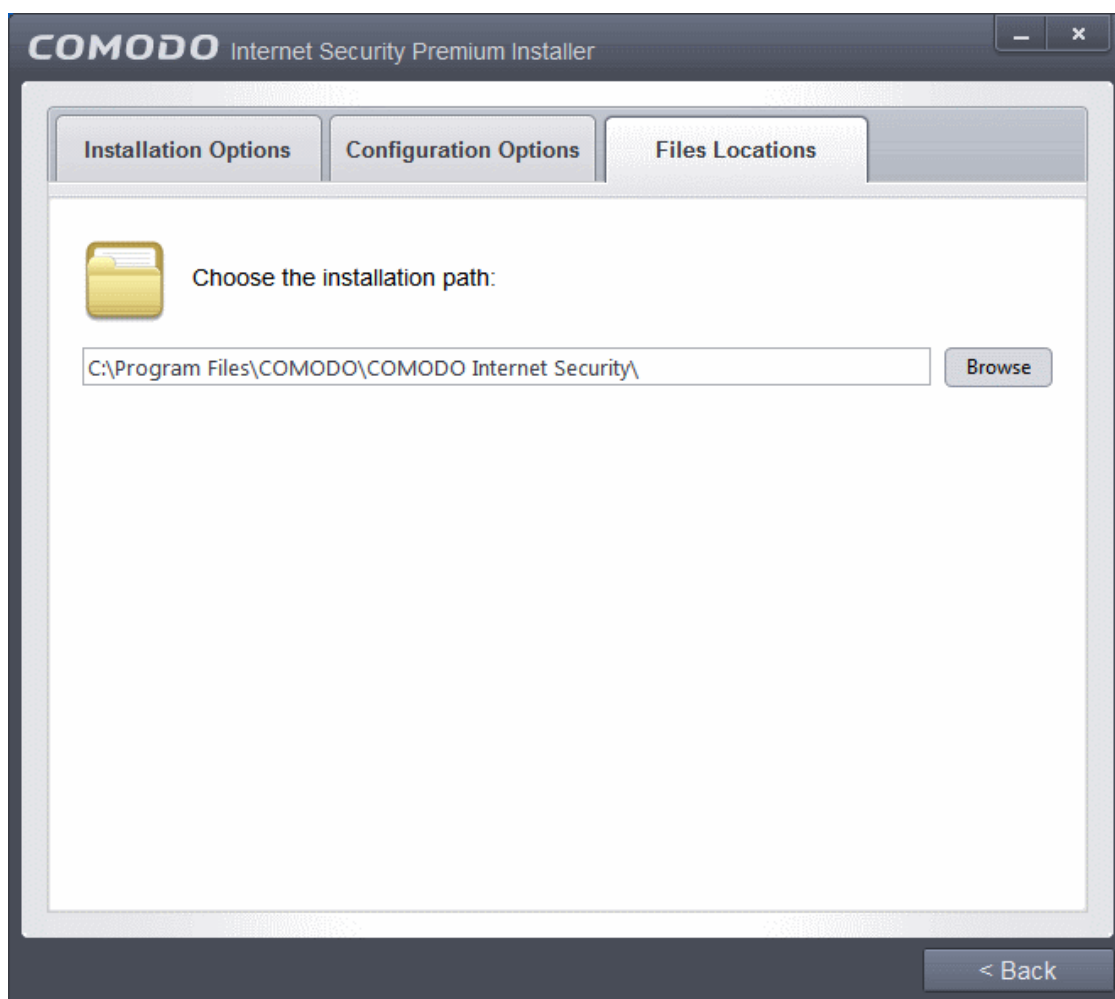 COMODO Internet Security Premium Installer
Installation Options Configuration Options Files Locations
Choose the installation path:
C:\Program Files\COMODO\COMODO Internet Security\ Browse
< Back